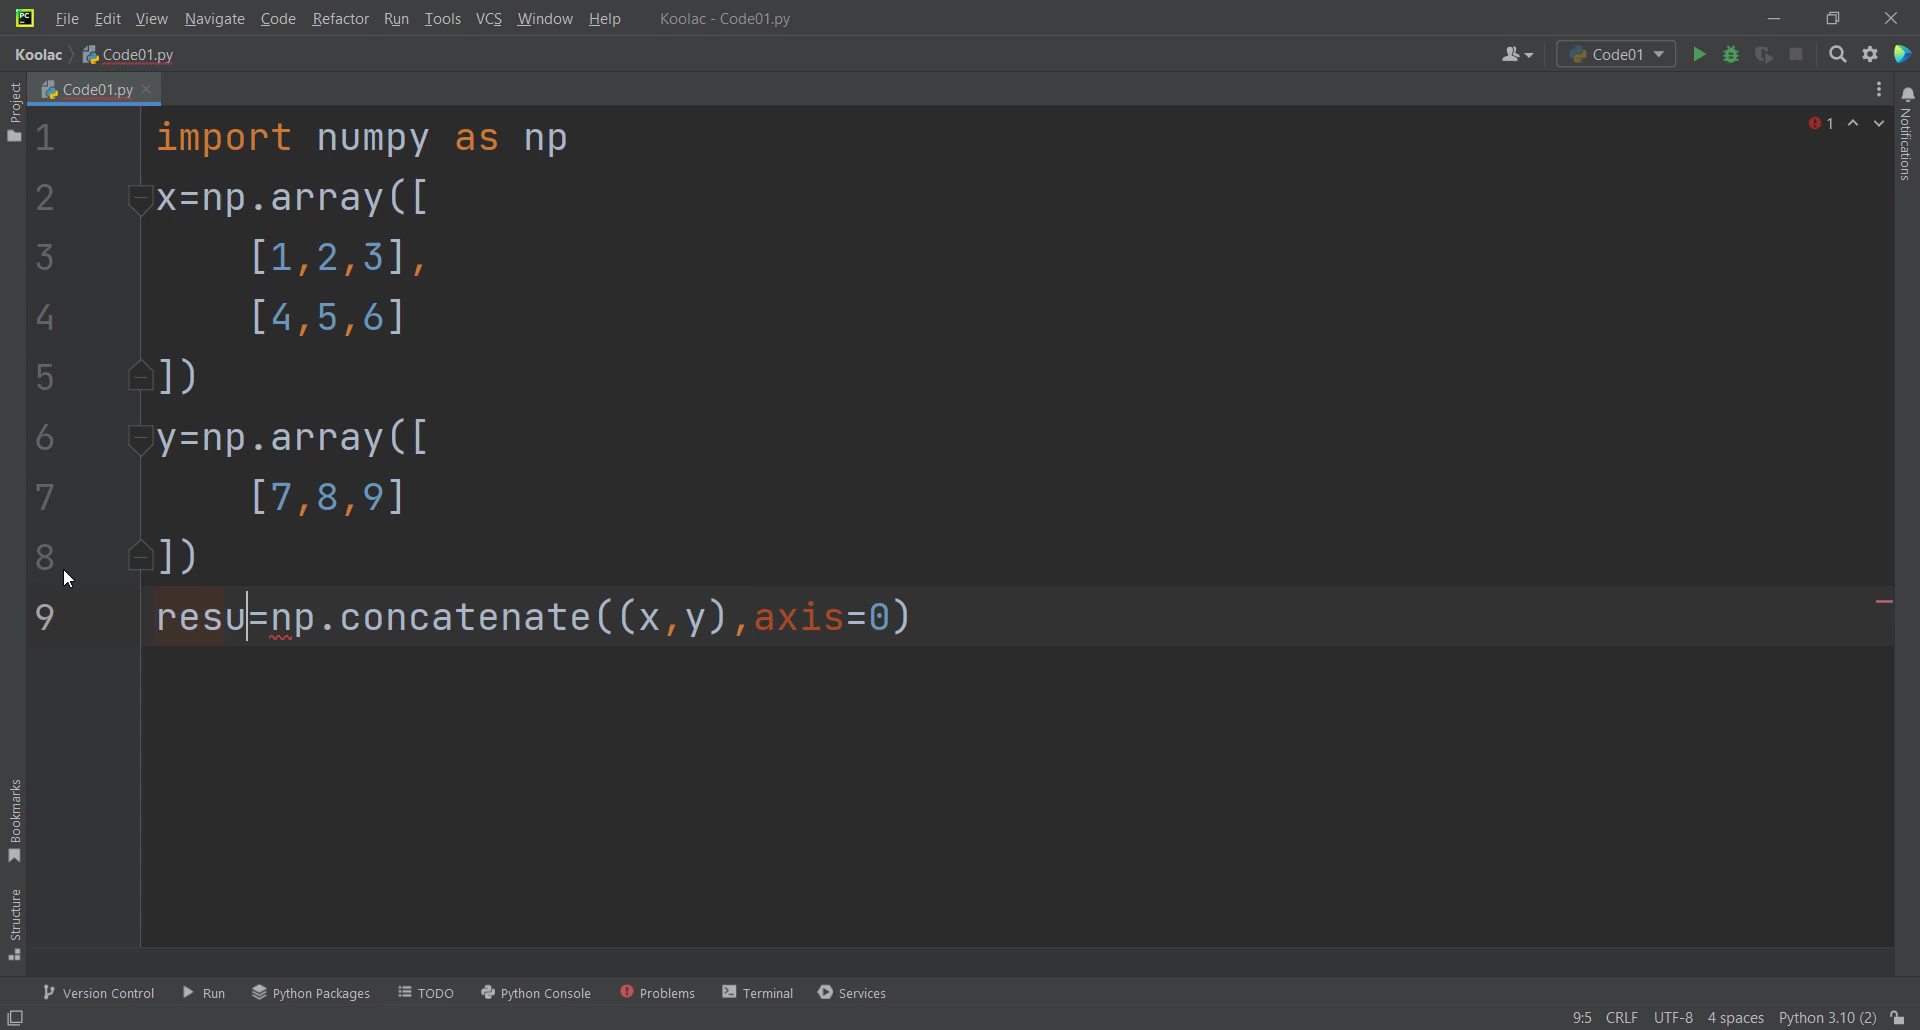 File Edit View Navigate Code Refactor Run Tools VCS Window Help Koolac - Code01.py
Koolac Code01.py Code01
Code01.py
Project
Notifications
1
1 import numpy as np
2 x=np.array([
3 [1,2,3],
4 [4,5,6]
5 ])
6 y=np.array([
7 [7,8,9]
8 ])
9 resu=np.concatenate((x,y),axis=0)
Bookmarks
Structure
Version Control Run Python Packages TODO Python Console Problems Terminal Services
9:5 CRLF UTF-8 4 spaces Python 3.10 (2)